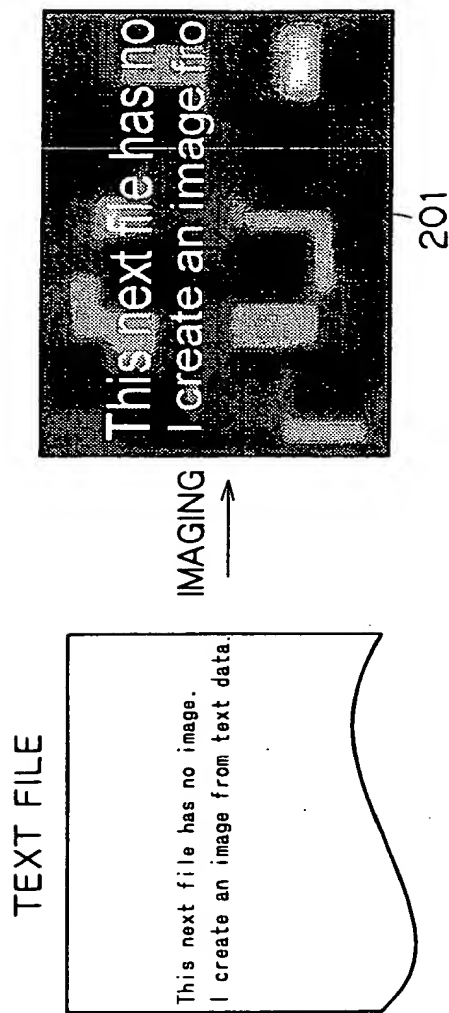 TEXT FILE
This next file has no image.
I create an image from text data.
IMAGING
This next file has no
I create an image fro
201